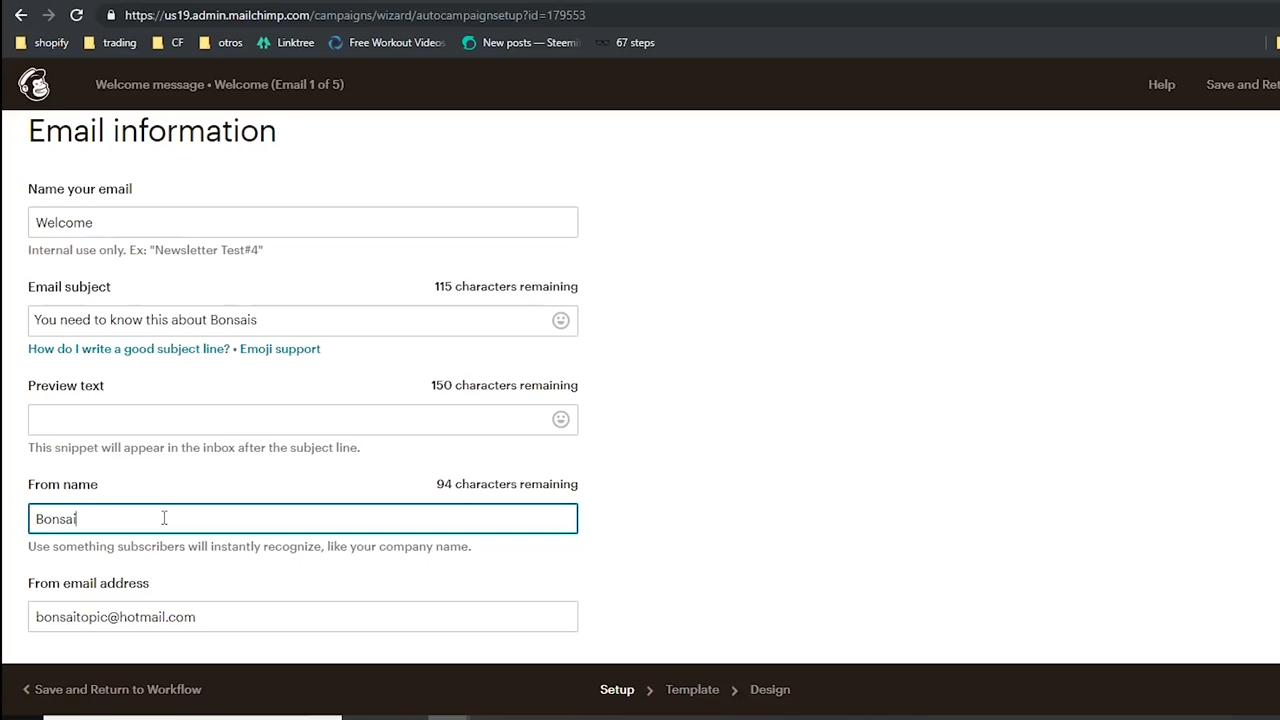 https://us19.admin.mailchimp.com/campaigns/wizard/autocampaignsetup?id=179553
shopify trading CF otros Linktree Free Workout Videos New posts — Steemi 67 steps
Welcome message • Welcome (Email 1 of 5) Help Save and Ret
Email information
Name your email
Welcome
Internal use only. Ex: "Newsletter Test#4"
Email subject 115 characters remaining
You need to know this about Bonsais
How do I write a good subject line? • Emoji support
Preview text 150 characters remaining
This snippet will appear in the inbox after the subject line.
From name 94 characters remaining
Bonsai
Use something subscribers will instantly recognize, like your company name.
From email address
bonsaitopic@hotmail.com
Save and Return to Workflow Setup Template Design